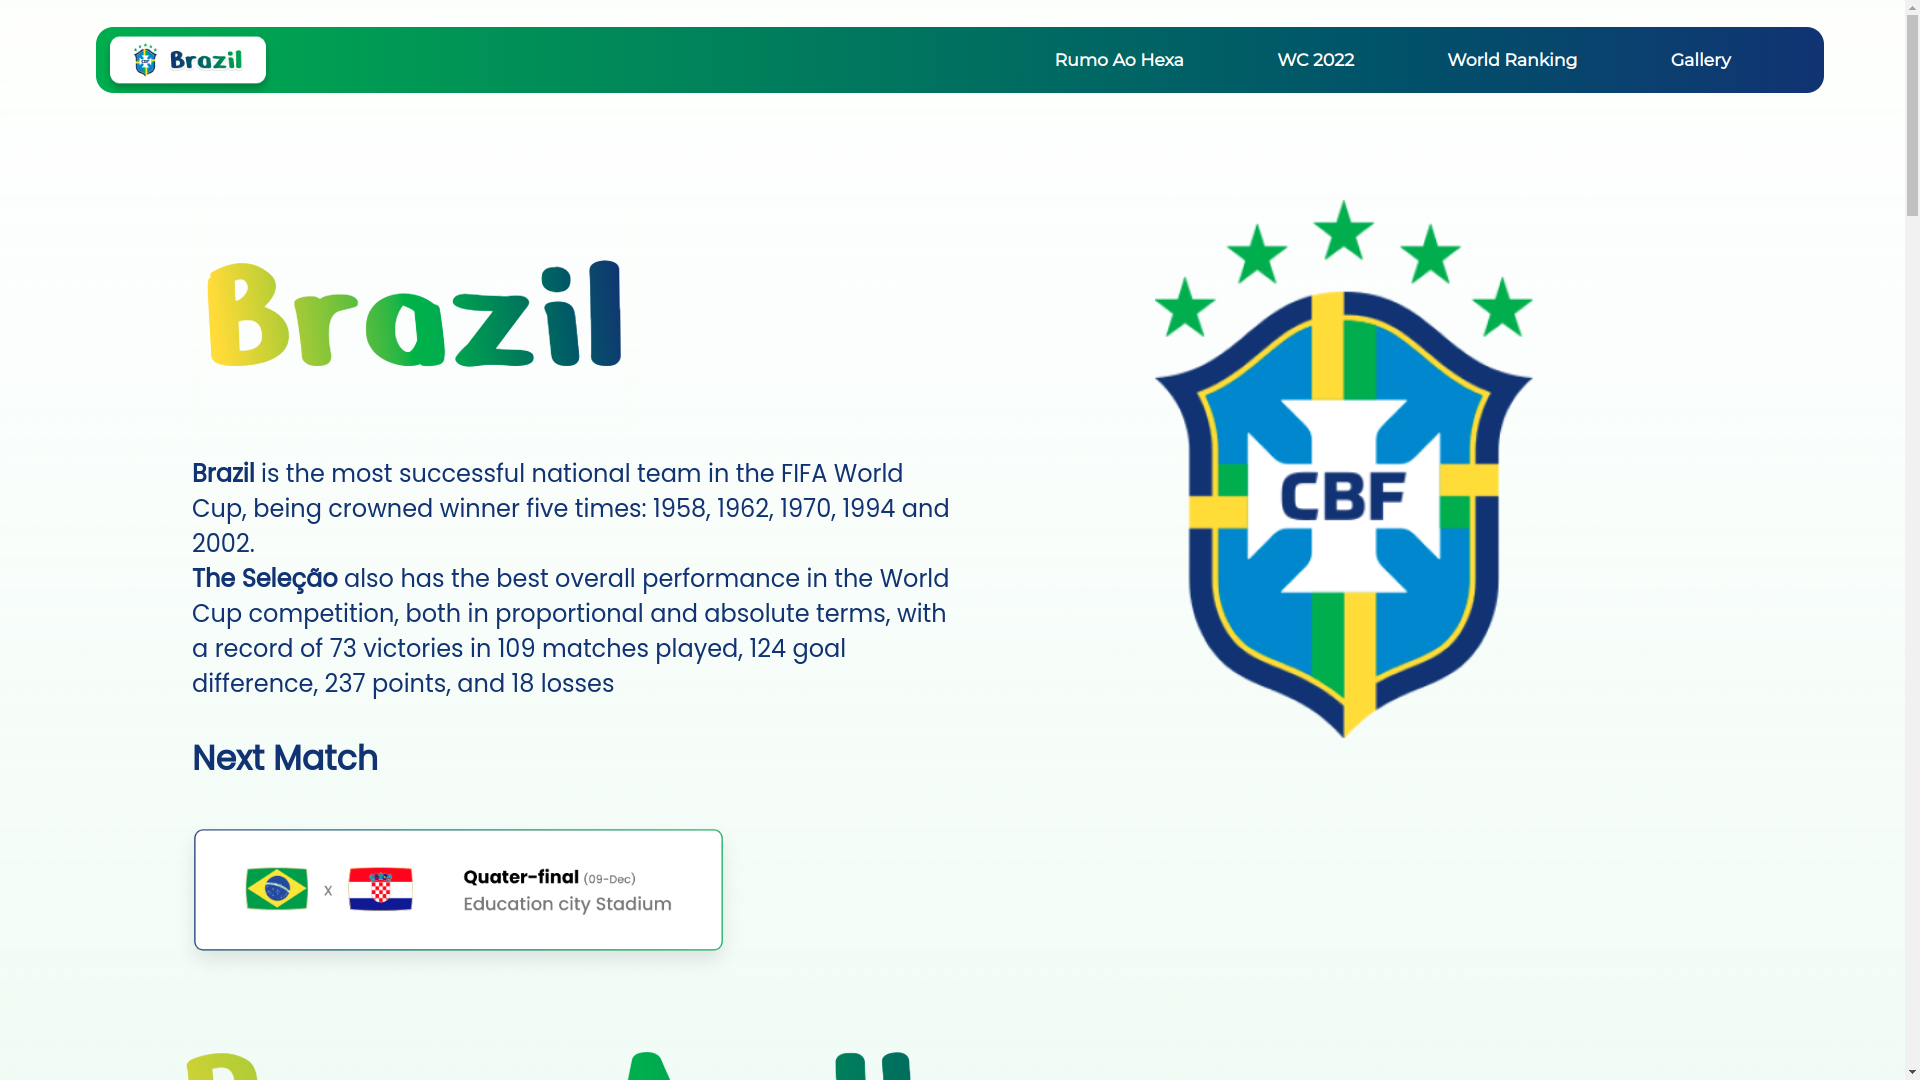 Brazil
Rumo Ao Hexa
WC 2022
World Ranking
Gallery
Brazil
Brazil is the most successful national team in the FIFA World
Cup, being crowned winner five times: 1958, 1962, 1970, 1994 and
2002.
The Seleção also has the best overall performance in the World
Cup competition, both in proportional and absolute terms, with
a record of 73 victories in 109 matches played, 124 goal
difference, 237 points, and 18 losses
CBF
Next Match
x
Quater-final (09-Dec)
Education city Stadium